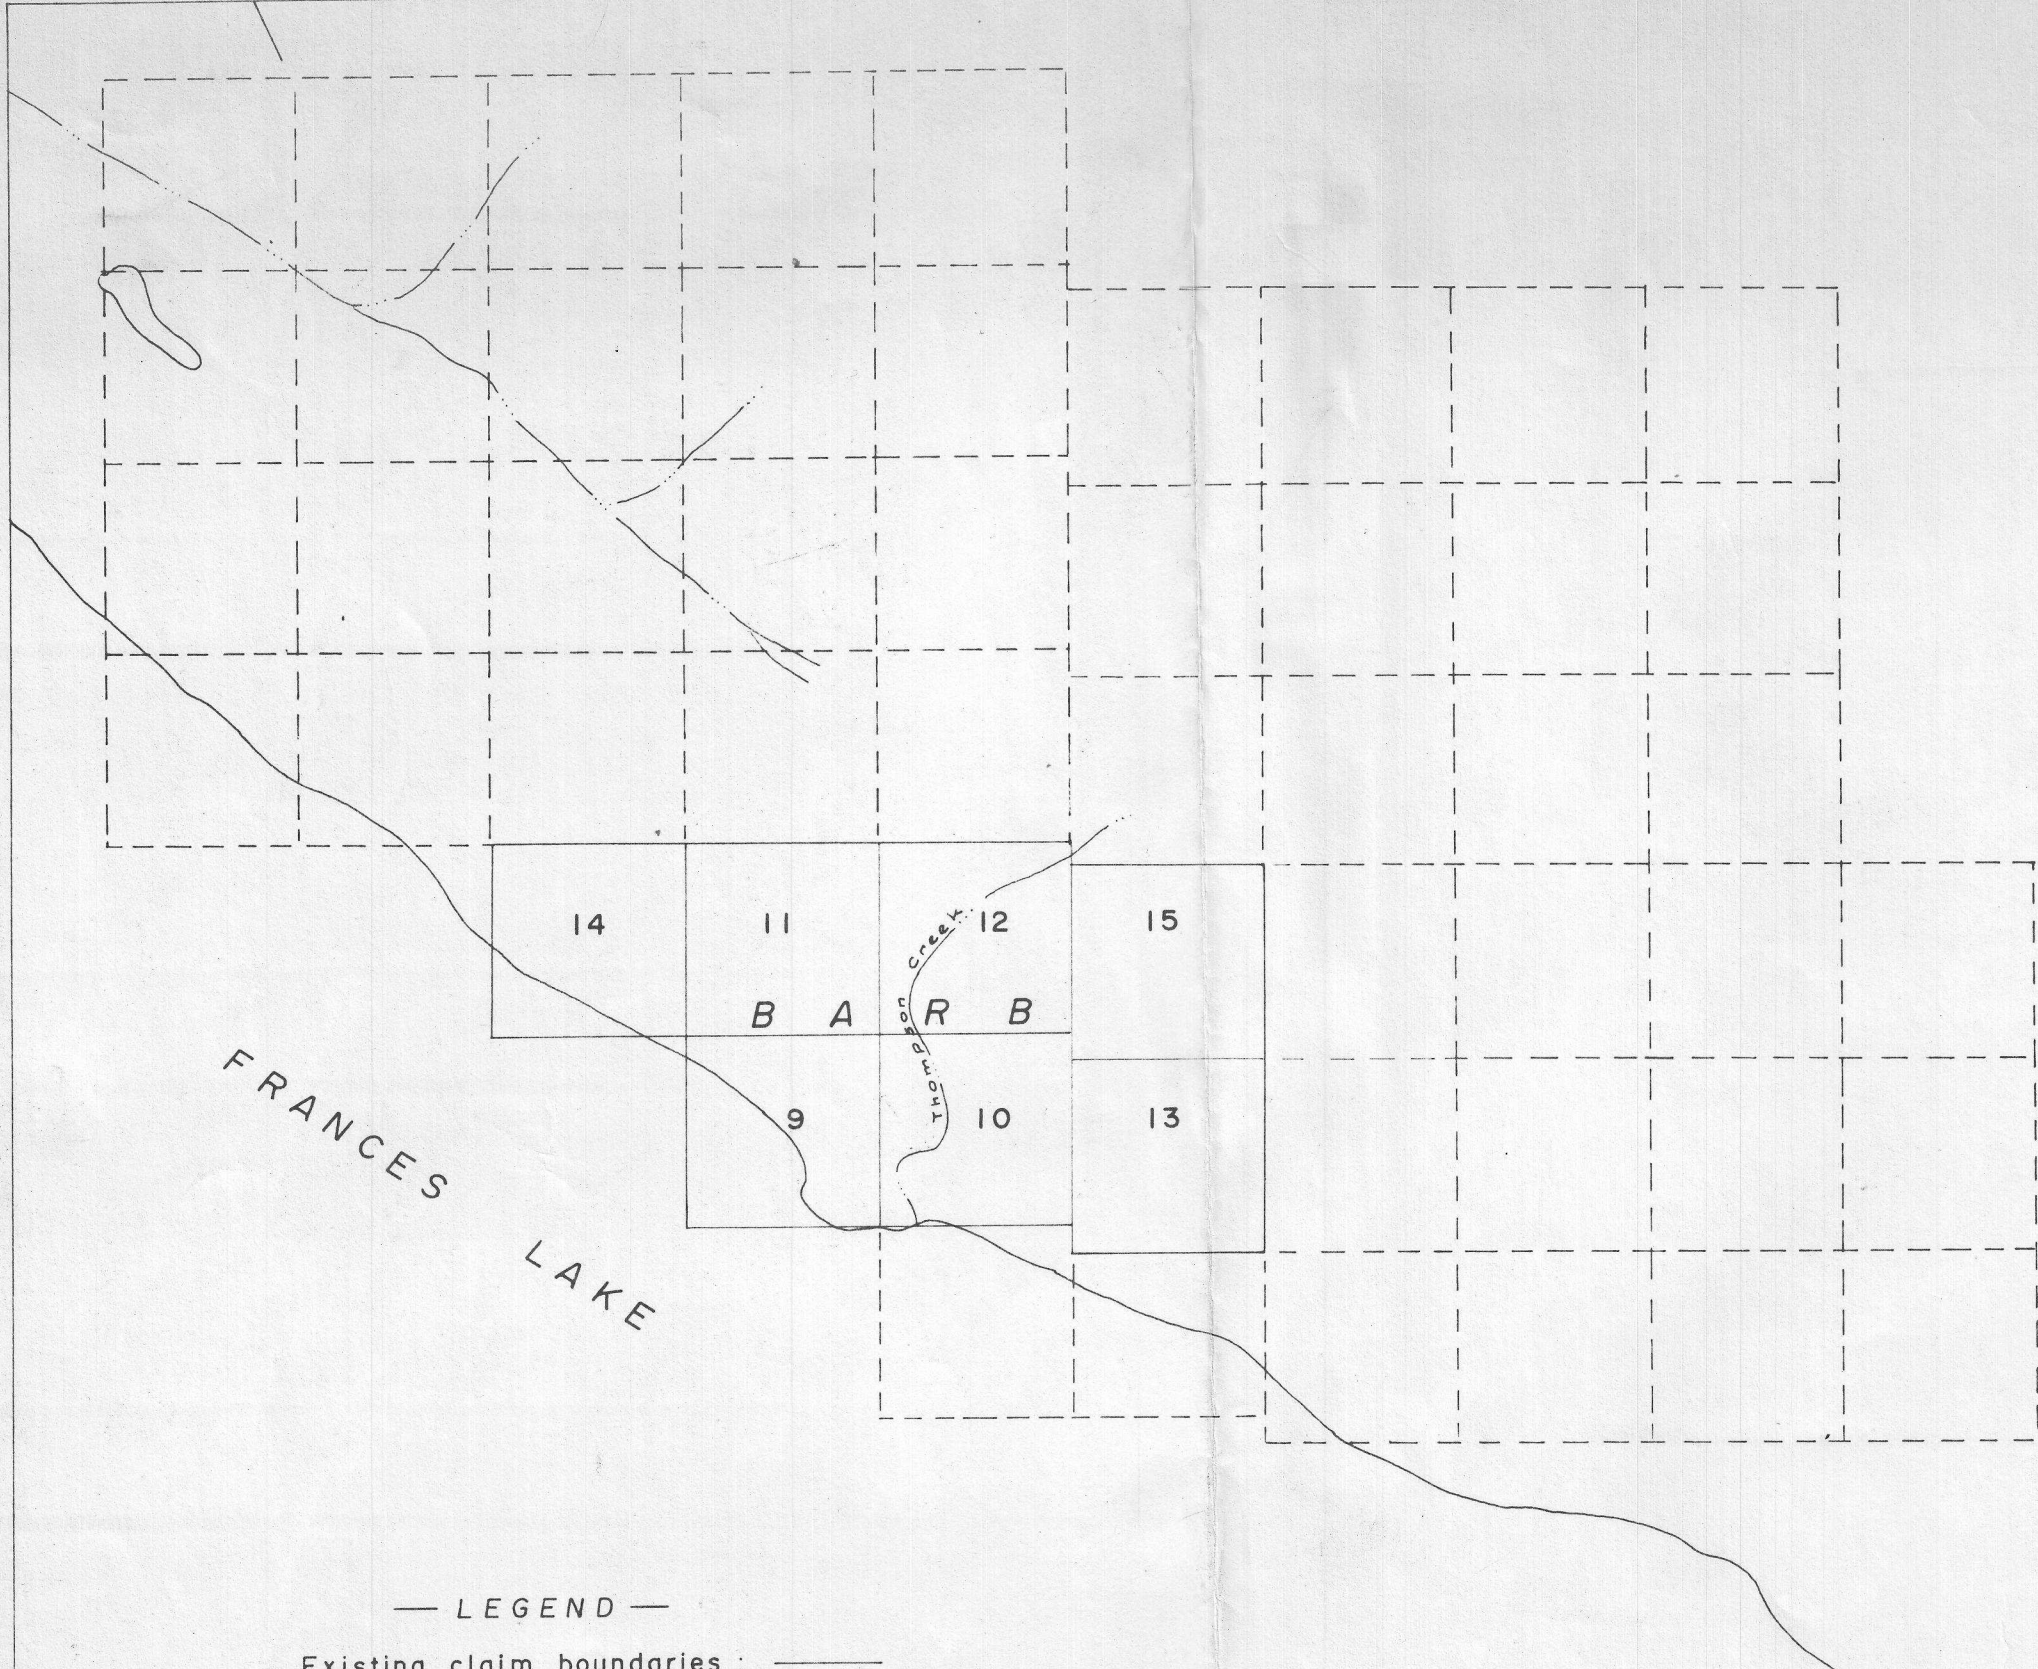 14 11 12 15
Thompson Creek
B A R B
9 10 13
FRANCES
LAKE
— LEGEND —
Existing claim boundaries :